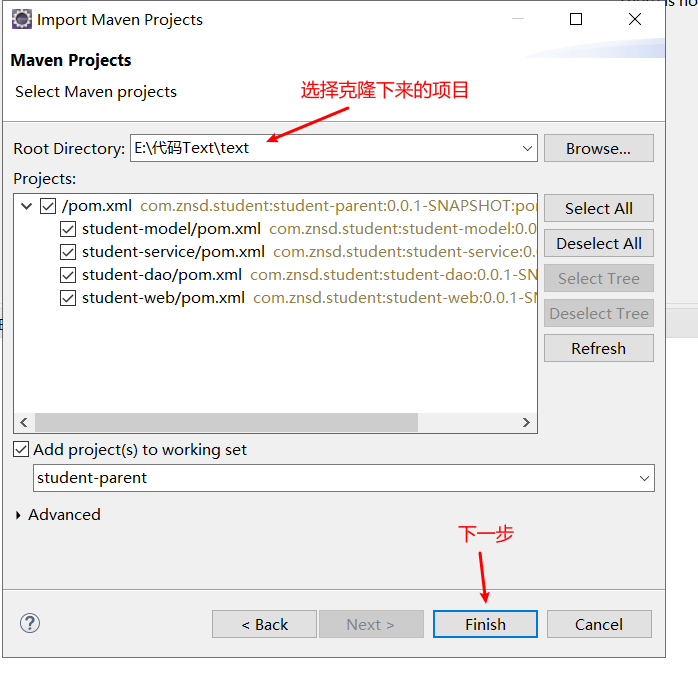 Import Maven Projects
Maven Projects
Select Maven projects
选择克隆下来的项目
Root Directory: E:\代码Text\text Browse...
Projects:
/pom.xml com.znsd.student:student-parent:0.0.1-SNAPSHOT:pom
student-model/pom.xml com.znsd.student:student-model:0.0
student-service/pom.xml com.znsd.student:student-service:0.
student-dao/pom.xml com.znsd.student:student-dao:0.0.1-SN
student-web/pom.xml com.znsd.student:student-web:0.0.1-SN
Select All
Deselect All
Select Tree
Deselect Tree
Refresh
Add project(s) to working set
student-parent
Advanced
下一步
< Back Next > Finish Cancel